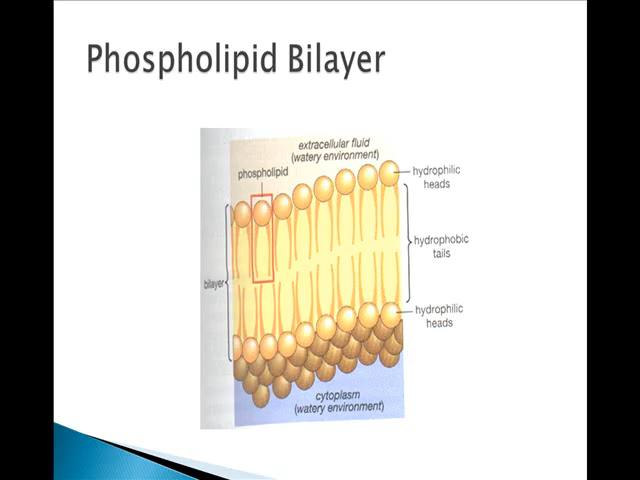 Phospholipid Bilayer
extracellular fluid
(watery environment)
phospholipid
hydrophilic
heads
hydrophobic
tails
bilayer
hydrophilic
heads
cytoplasm
(watery environment)